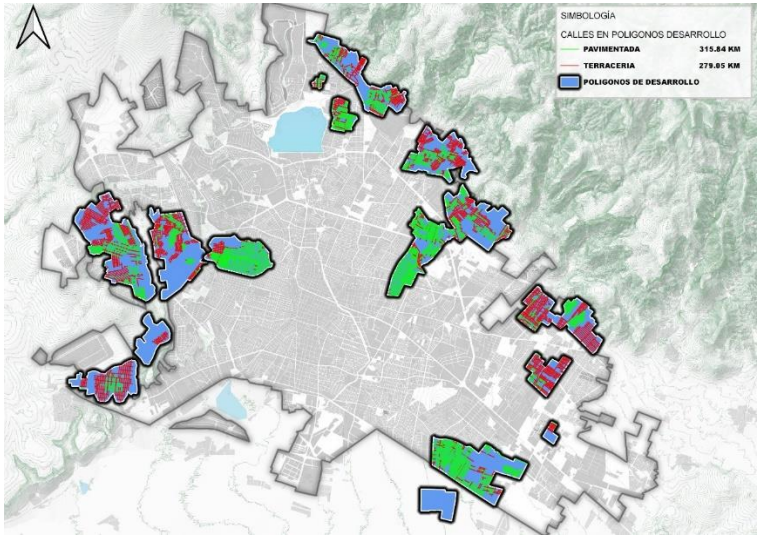 SIMBOLOGÍA
CALLES EN POLIGONOS DESARROLLO
PAVIMENTADA 315.84 KM
TERRACERIA 279.05 KM
POLIGONOS DE DESARROLLO